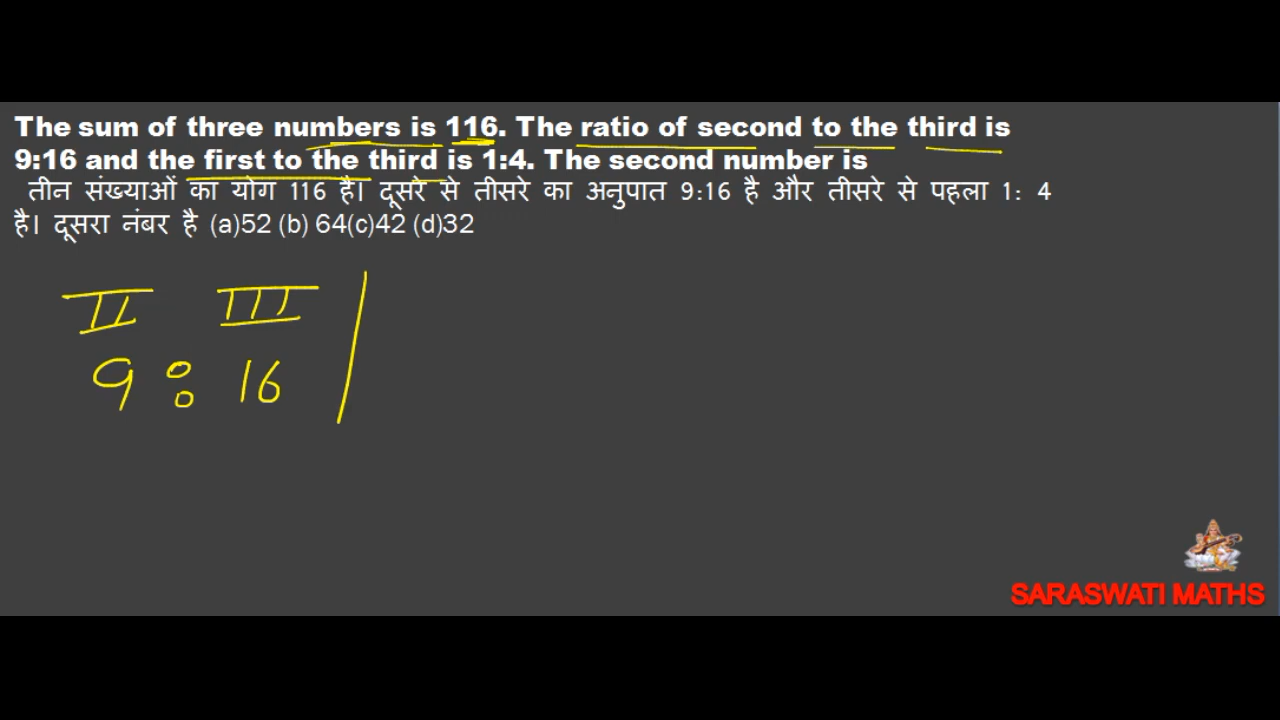 The sum of three numbers is 116. The ratio of second to the third is
9:16 and the first to the third is 1:4. The second number is
तीन संख्याओं का योग 116 है। दूसरे से तीसरे का अनुपात 9:16 है और तीसरे से पहला 1: 4
है। दूसरा नंबर है (a)52 (b) 64(c)42 (d)32
II III
9 : 16
SARASWATI MATHS